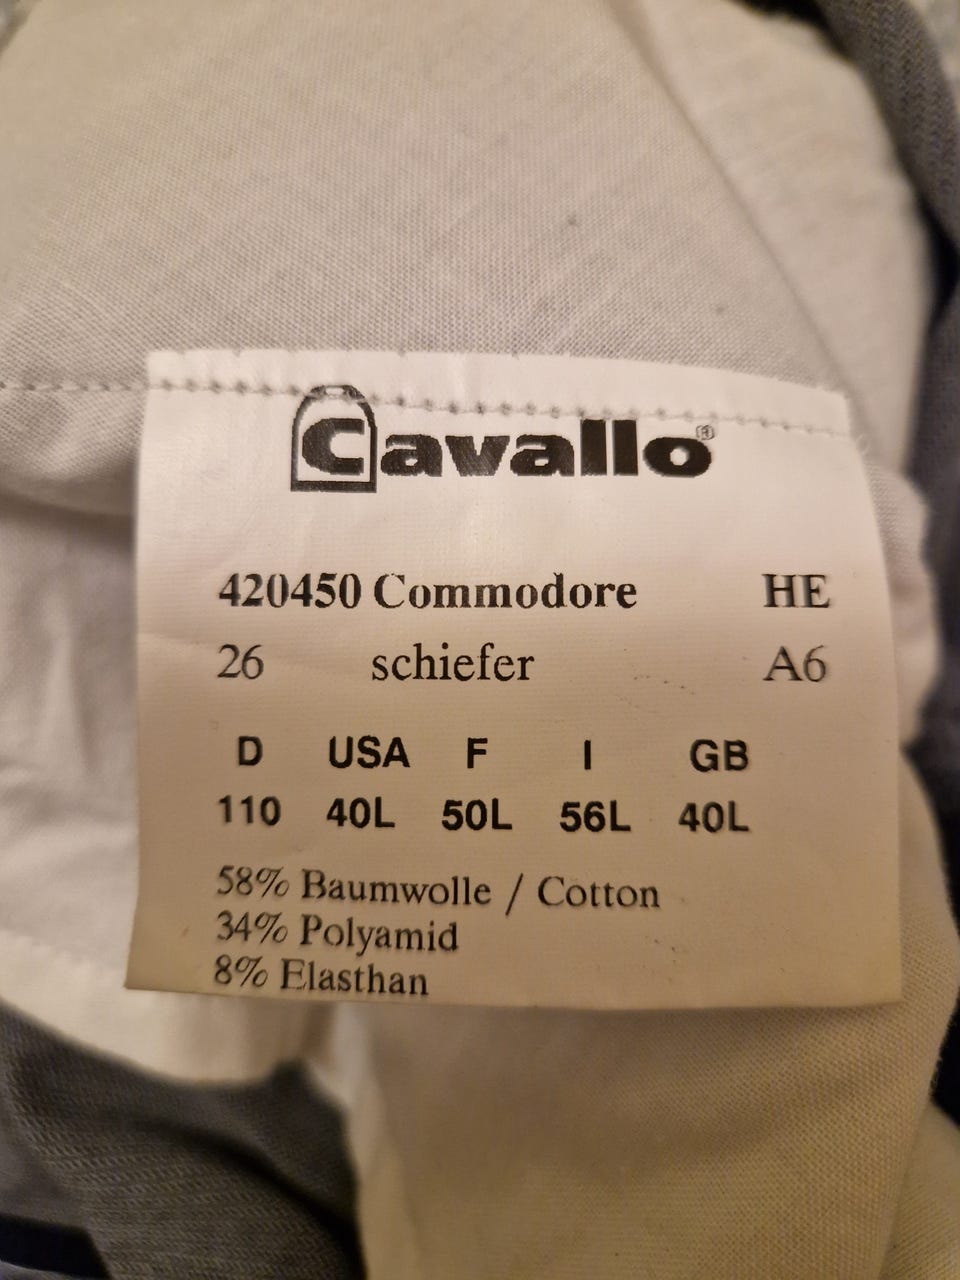 Cavallo®
420450 Commodore HE
26 schiefer A6
D USA F I GB
110 40L 50L 56L 40L
58% Baumwolle / Cotton
34% Polyamid
8% Elasthan